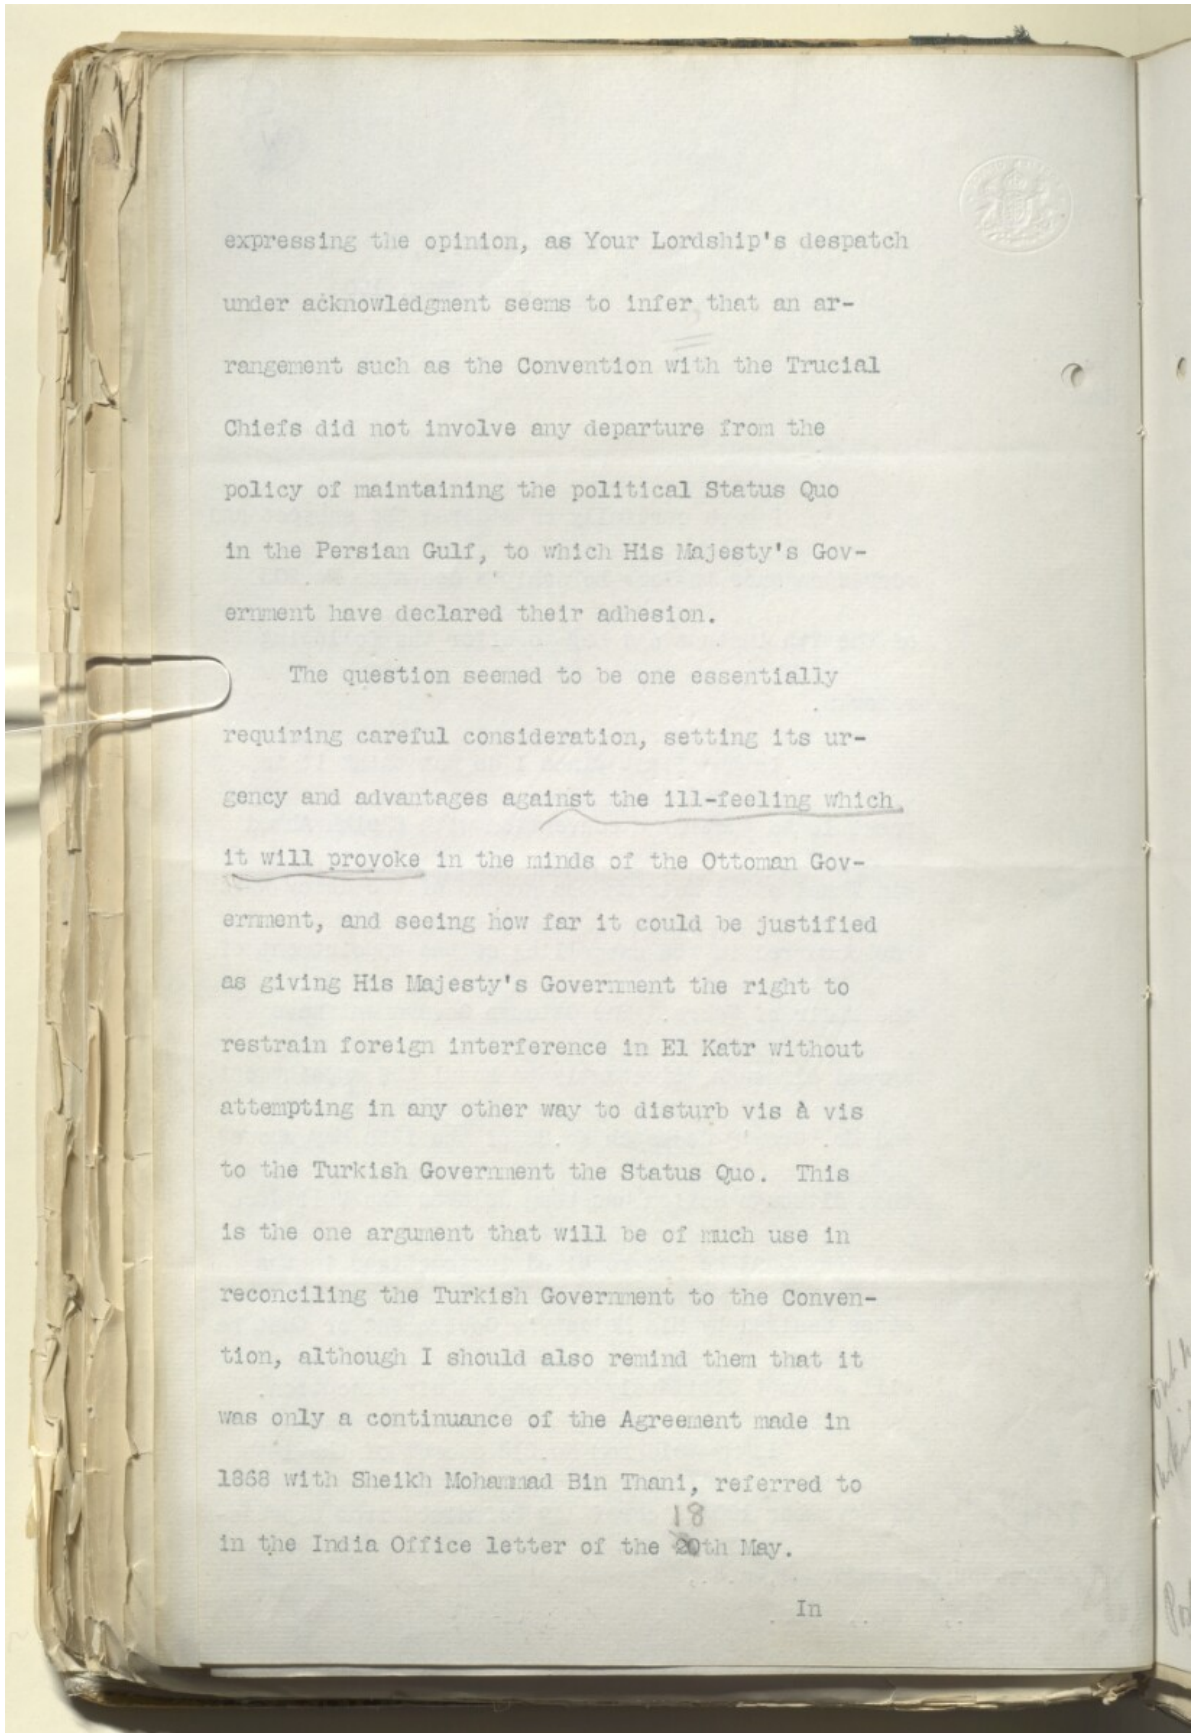 expressing the opinion, as Your Lordship's despatch
under acknowledgment seems to infer, that an ar-
rangement such as the Convention with the Trucial
Chiefs did not involve any departure from the
policy of maintaining the political Status Quo
in the Persian Gulf, to which His Majesty's Gov-
ernment have declared their adhesion.
The question seemed to be one essentially
requiring careful consideration, setting its ur-
gency and advantages against the ill-feeling which
it will provoke in the minds of the Ottoman Gov-
ernment, and seeing how far it could be justified
as giving His Majesty's Government the right to
restrain foreign interference in El Katr without
attempting in any other way to disturb vis à vis
to the Turkish Government the Status Quo. This
is the one argument that will be of much use in
reconciling the Turkish Government to the Conven-
tion, although I should also remind them that it
was only a continuance of the Agreement made in
1868 with Sheikh Mohammad Bin Thani, referred to
18
in the India Office letter of the 20th May.
In